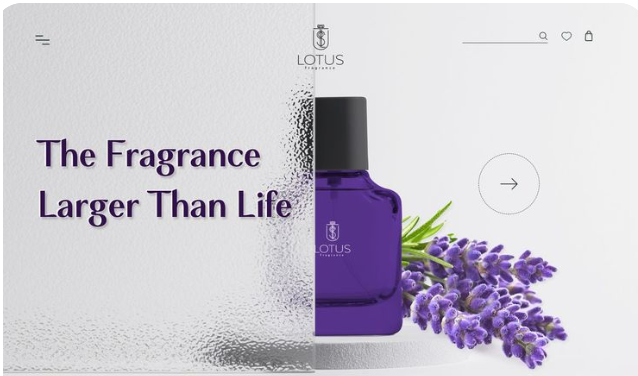 LOTUS
fragrance
The Fragrance
Larger Than Life
LOTUS
fragrance